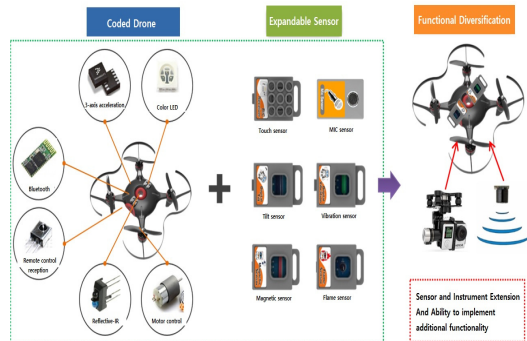 Coded Drone
Expandable Sensor
Functional Diversification
3-axis acceleration
Color LED
Bluetooth
Remote control
reception
Reflective-IR
Motor control
Touch sensor
MIC sensor
Tilt sensor
Vibration sensor
Magnetic sensor
Flame sensor
Sensor and Instrument Extension
And Ability to implement
additional functionality